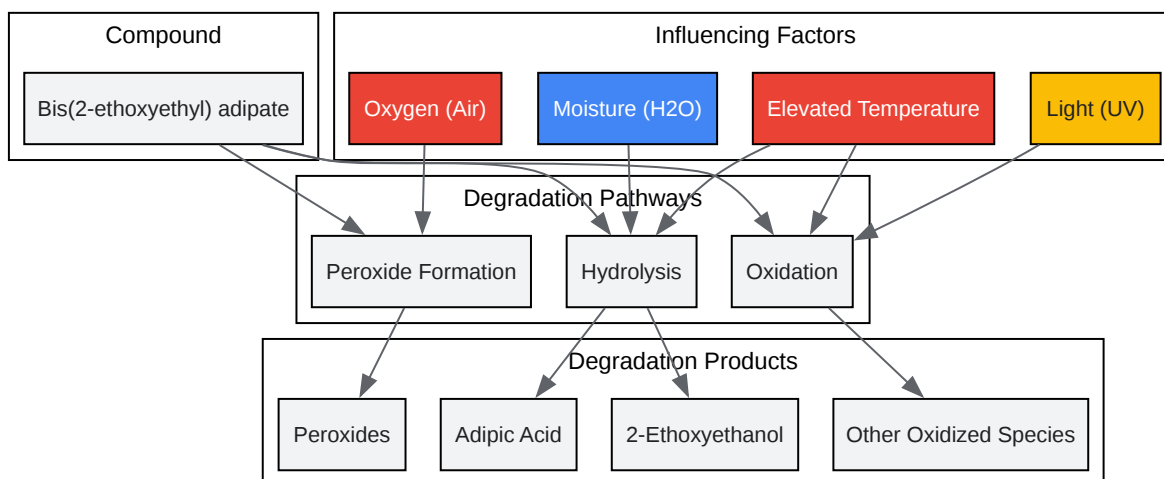 Compound
Influencing Factors
Bis(2-ethoxyethyl) adipate
Oxygen (Air)
Moisture (H2O)
Elevated Temperature
Light (UV)
Degradation Pathways
Peroxide Formation
Hydrolysis
Oxidation
Degradation Products
Peroxides
Adipic Acid
2-Ethoxyethanol
Other Oxidized Species